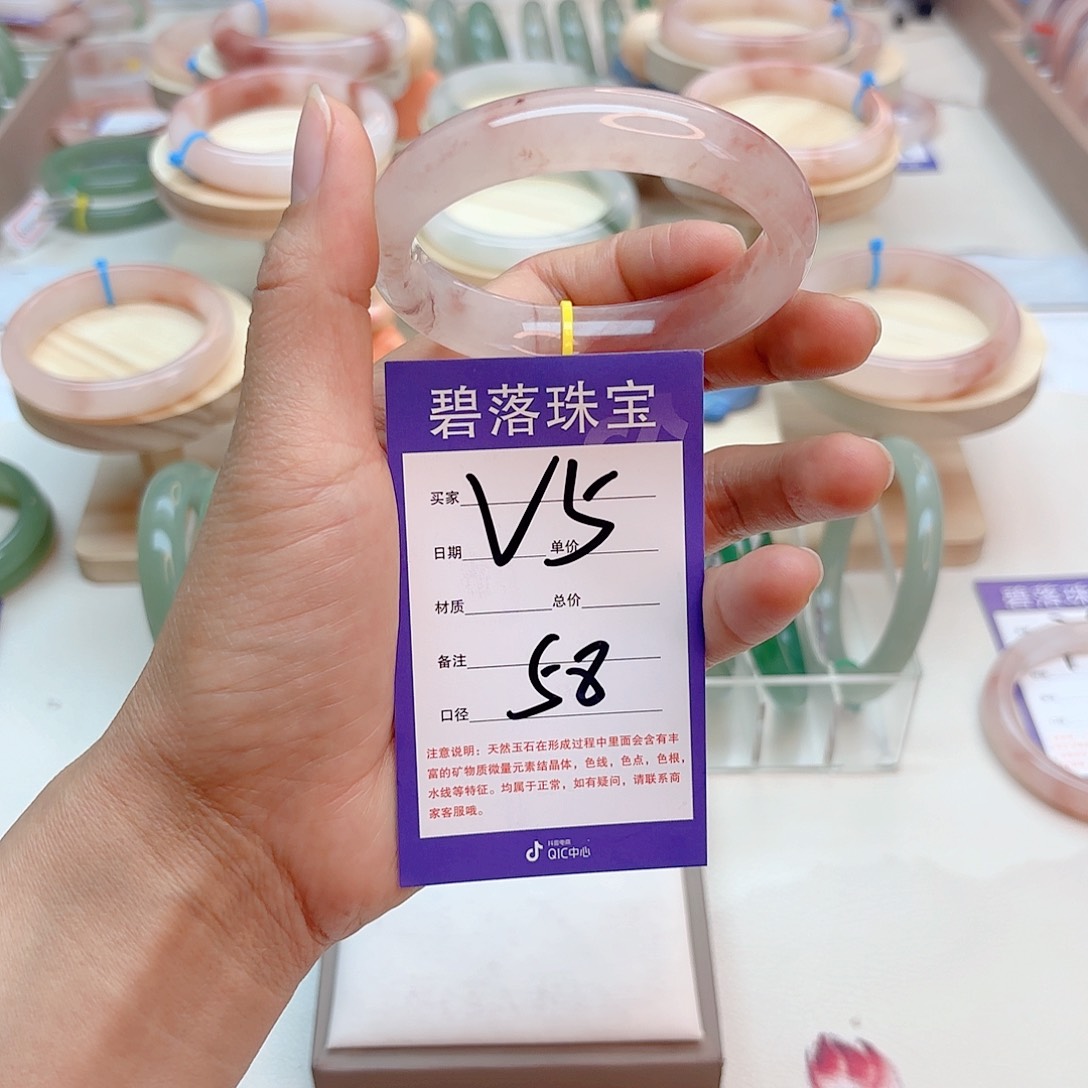 碧落珠宝
买家
V5
日期 单价
材质 总价
备注
58
口径
注意说明：天然玉石在形成过程中里面会含有丰
富的矿物质微量元素结晶体，色线，色点，色根，
水线等特征。均属于正常，如有疑问，请联系商
家客服哦。
抖音电商
QIC中心
碧落珠